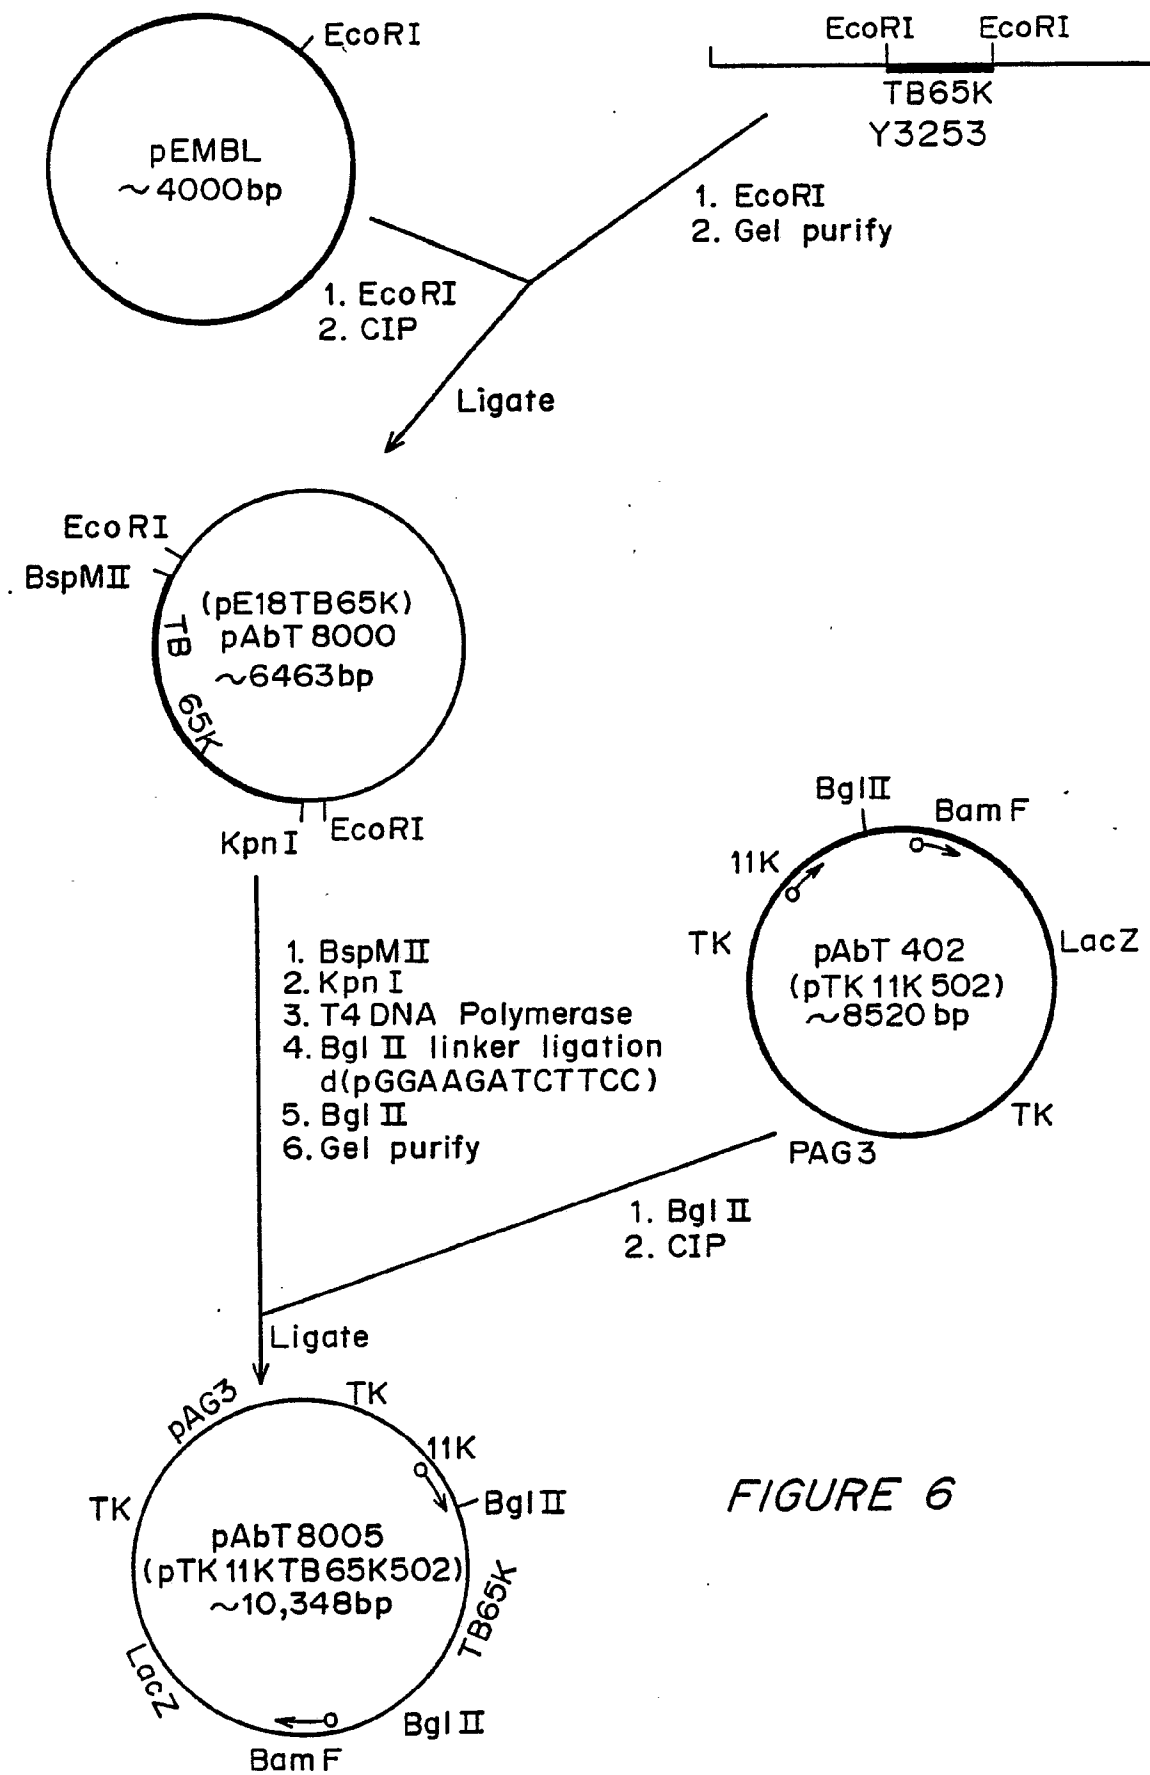 EcoRI
pEMBL
~4000bp
EcoRI EcoRI
TB65K
Y3253
1. EcoRI
2. Gel purify
1. EcoRI
2. CIP
Ligate
EcoRI
BspMII
(pE18TB65K)
pAbT 8000
~6463bp
TB 65K
KpnI
EcoRI
BglII
BamF
11K
TK
LacZ
pAbT 402
(pTK 11K 502)
~8520 bp
TK
PAG3
1. BspMII
2. Kpn I
3. T4 DNA Polymerase
4. Bgl II linker ligation
d(pGGAAGATCTTCC)
5. Bgl II
6. Gel purify
1. Bgl II
2. CIP
Ligate
pAG3
TK
11K
BglII
TK
pAbT8005
(pTK 11KTB65K502)
~10,348bp
TB65K
LacZ
BglII
BamF
FIGURE 6